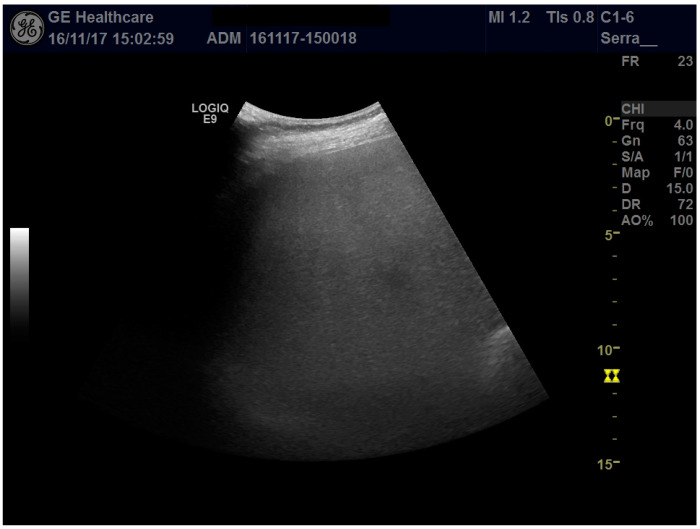 GE Healthcare
16/11/17 15:02:59 ADM 161117-150018
MI 1.2 TIs 0.8 C1-6
Serra__
FR 23
LOGIQ
E9
CHI
Frq 4.0
Gn 63
S/A 1/1
Map F/0
D 15.0
DR 72
AO% 100
0
5
10
15